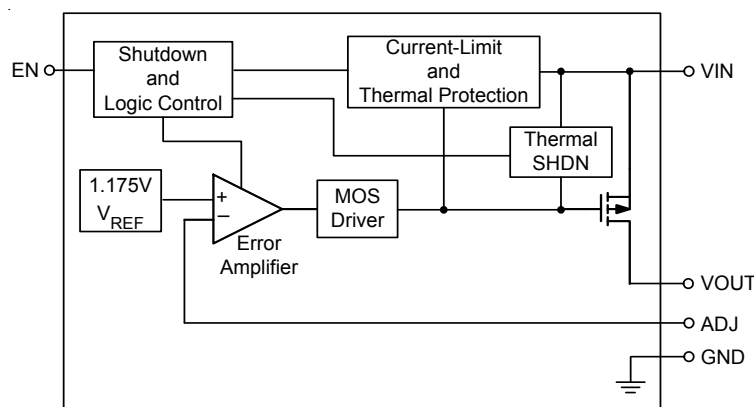 EN
Shutdown
and
Logic Control
Current-Limit
and
Thermal Protection
VIN
Thermal
SHDN
1.175V
VREF
+
−
MOS
Driver
Error
Amplifier
VOUT
ADJ
GND